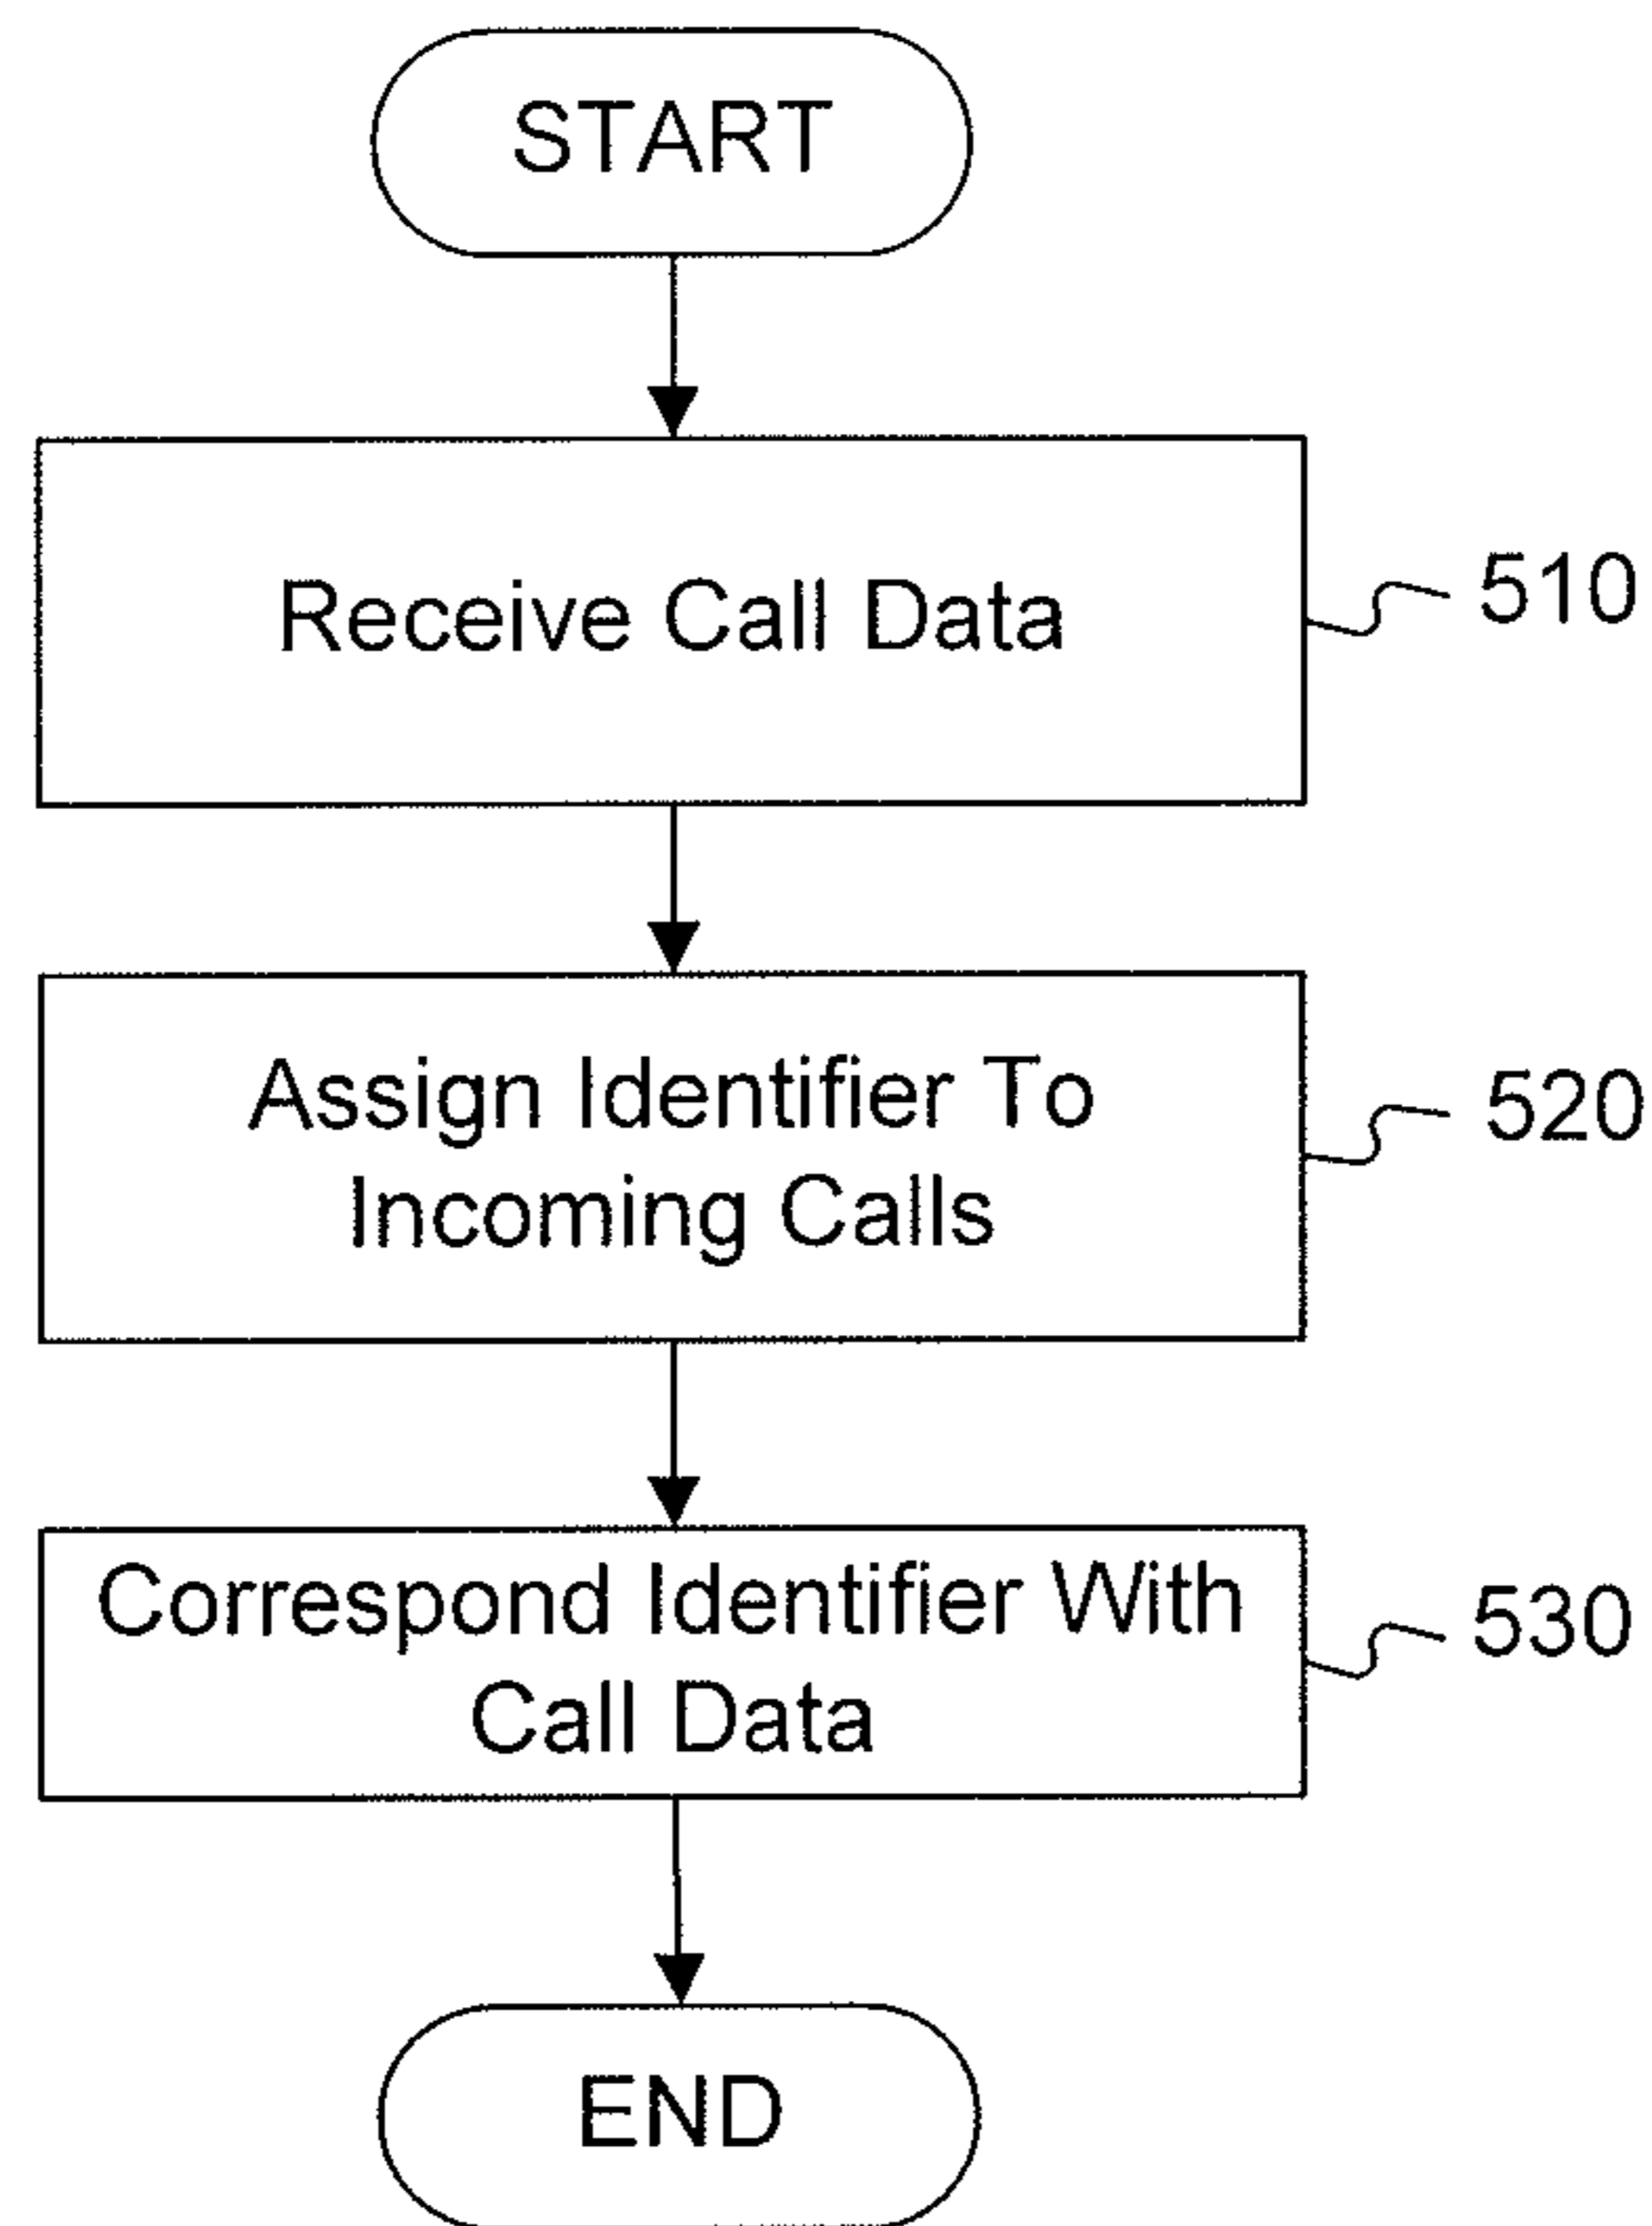 START
Receive Call Data
510
Assign Identifier To
Incoming Calls
520
Correspond Identifier With
Call Data
530
END